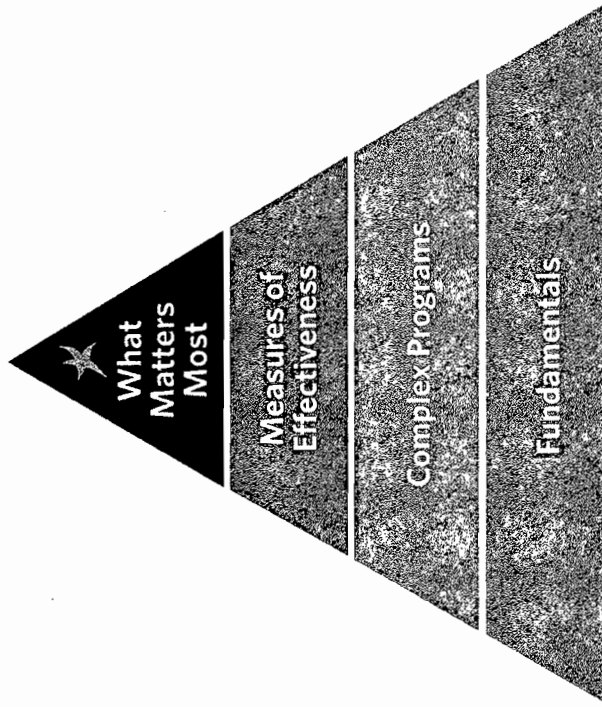 What
Matters
Most
Measures of
Effectiveness
Complex Programs
Fundamentals